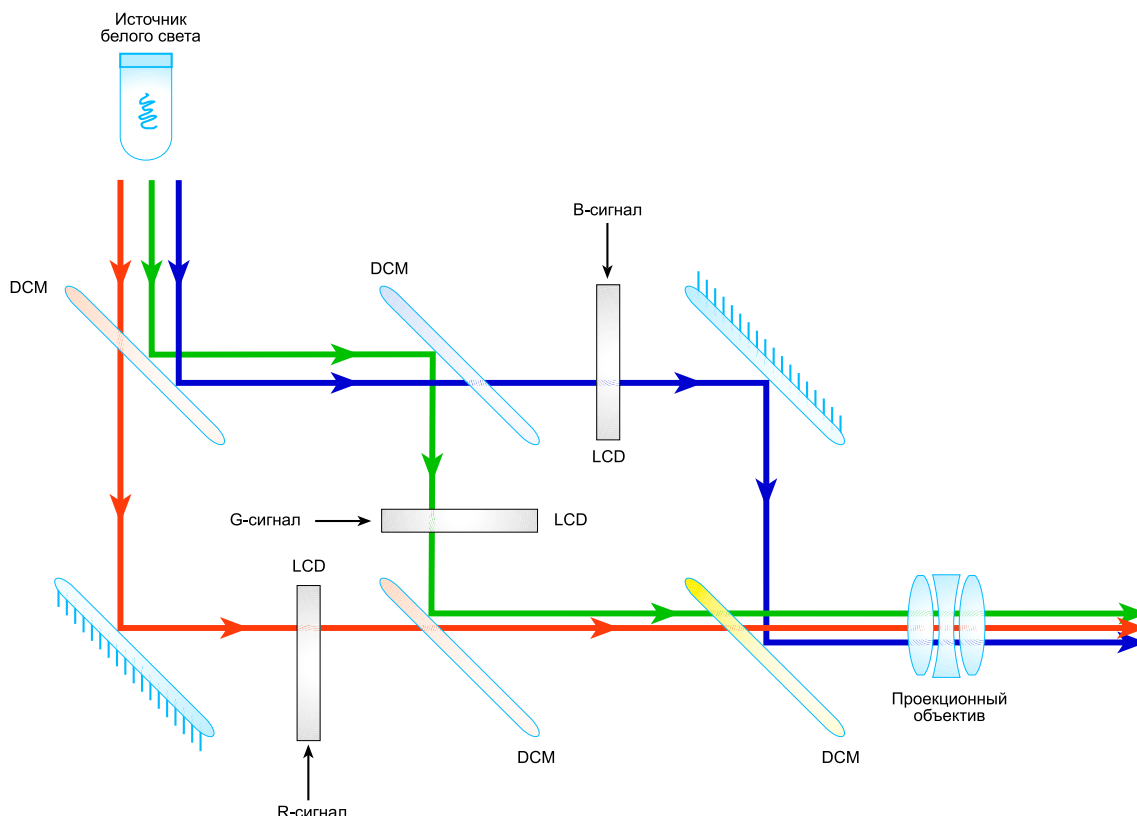 Источник
белого света
B-сигнал
DCM
DCM
LCD
G-сигнал
LCD
LCD
Проекционный
объектив
DCM
DCM
R-сигнал